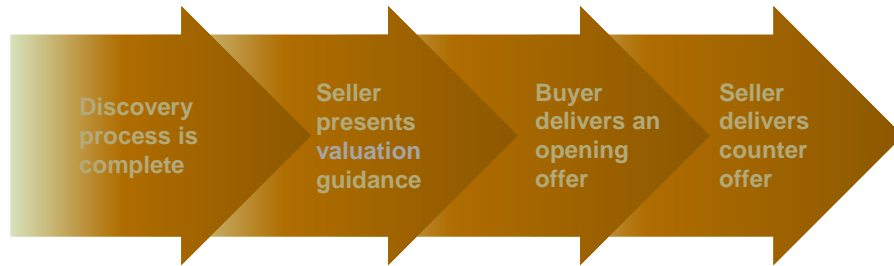 Discovery
process is
complete
Seller
presents
valuation
guidance
Buyer
delivers an
opening
offer
Seller
delivers
counter
offer